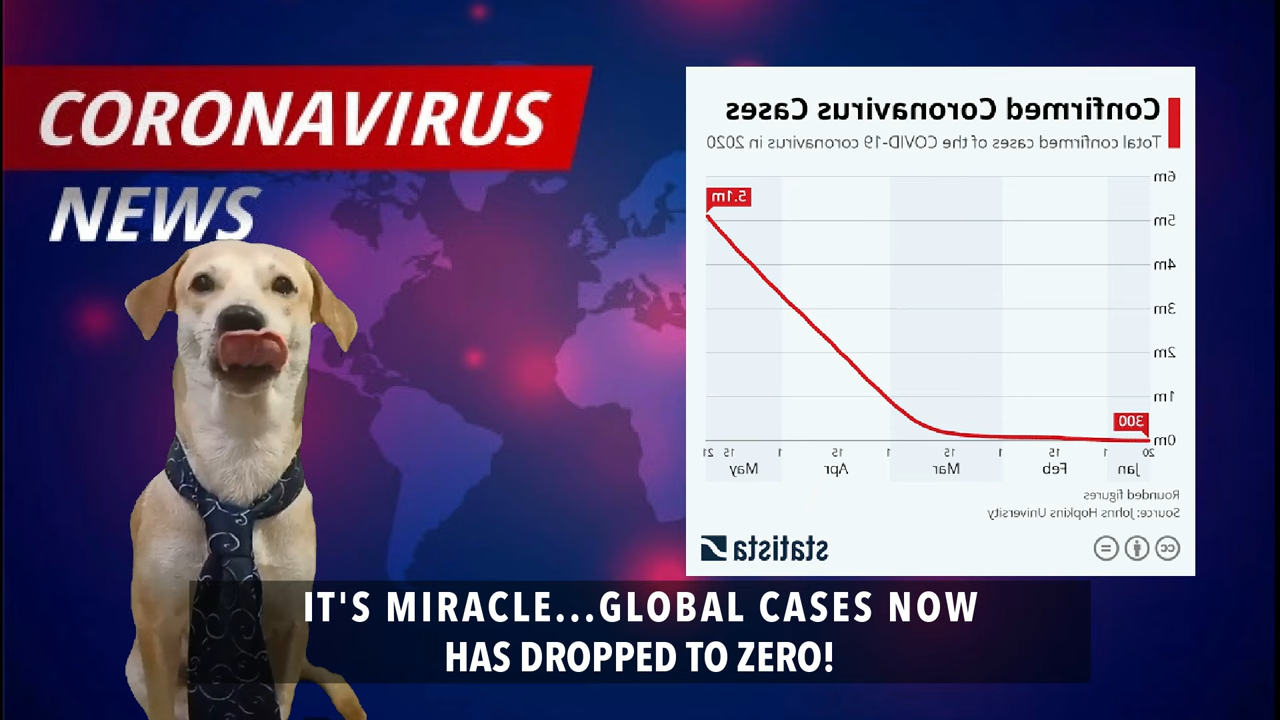 CORONAVIRUS
NEWS
Confirmed Coronavirus Cases
Total confirmed cases of the COVID-19 coronavirus in 2020
6m
5.1m
5m
4m
3m
2m
1m
300
0m
21 15 1 15 1 15 1 15 1 20
May Apr Mar Feb Jan
Rounded figures
Source: Johns Hopkins University
statista
cc
IT'S MIRACLE...GLOBAL CASES NOW
HAS DROPPED TO ZERO!